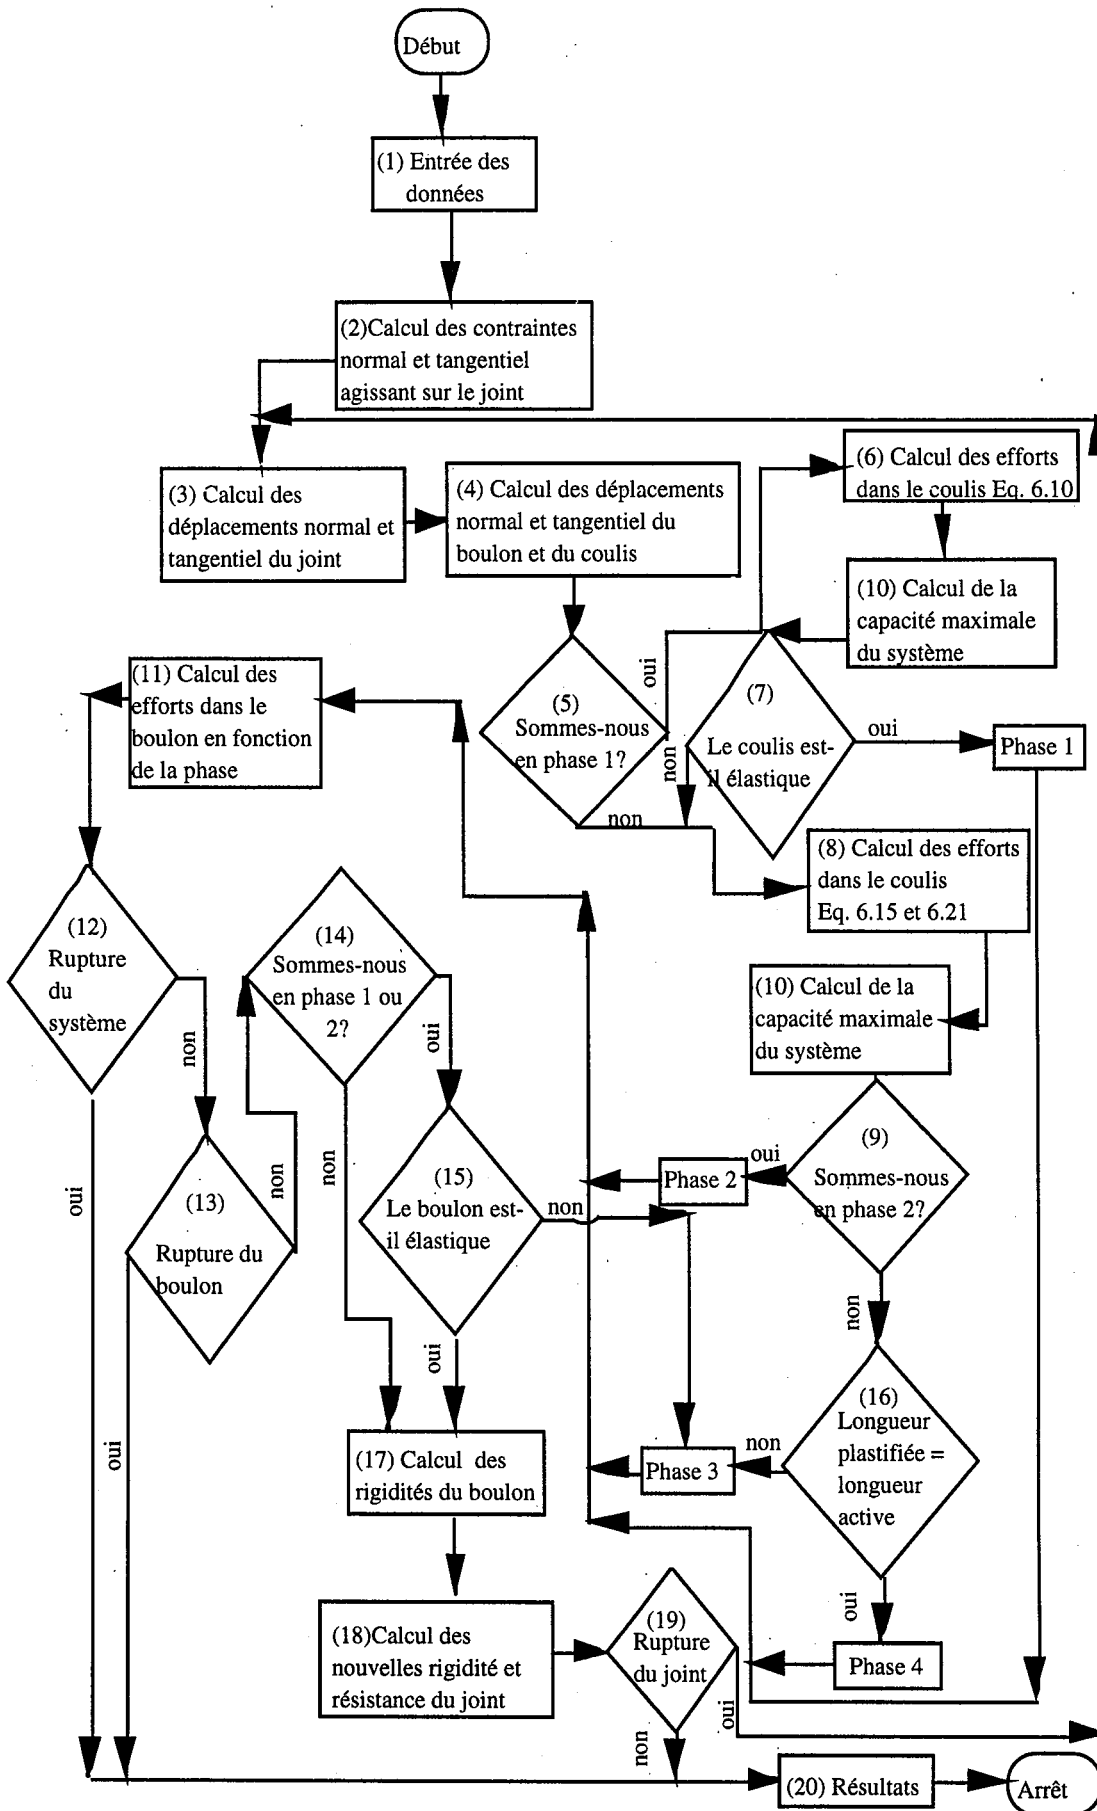 Début
(1) Entrée des
données
(2)Calcul des contraintes
normal et tangentiel
agissant sur le joint
(3) Calcul des
déplacements normal et
tangentiel du joint
(4) Calcul des déplacements
normal et tangentiel du
boulon et du coulis
(6) Calcul des efforts
dans le coulis Eq. 6.10
(10) Calcul de la
capacité maximale
du système
(5)
Sommes-nous
en phase 1?
oui
non
(7)
Le coulis est-
il élastique
oui
non
Phase 1
(11) Calcul des
efforts dans le
boulon en fonction
de la phase
(8) Calcul des efforts
dans le coulis
Eq. 6.15 et 6.21
(10) Calcul de la
capacité maximale
du système
(12)
Rupture
du
système
non
oui
(14)
Sommes-nous
en phase 1 ou
2?
oui
non
(13)
Rupture du
boulon
non
oui
(15)
Le boulon est-
il élastique
non
oui
(9)
Sommes-nous
en phase 2?
oui
non
Phase 2
(16)
Longueur
plastifiée =
longueur
active
non
oui
Phase 3
Phase 4
(17) Calcul des
rigidités du boulon
(18)Calcul des
nouvelles rigidité et
résistance du joint
(19)
Rupture
du joint
oui
non
(20) Résultats
Arrêt